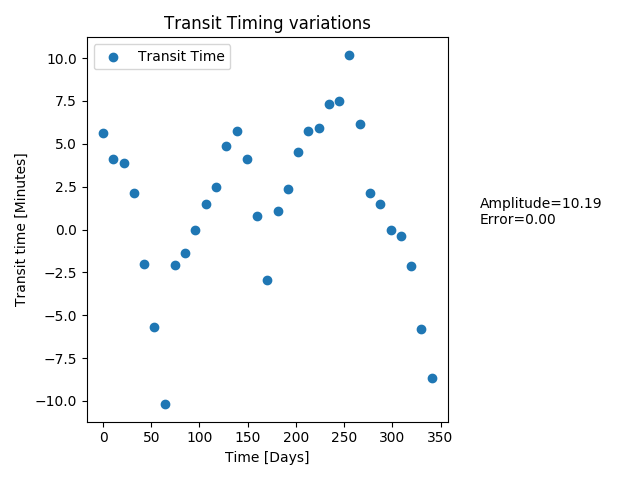 Transit Timing variations
Transit Time
10.0
7.5
5.0
2.5
0.0
−2.5
−5.0
−7.5
−10.0
Transit time [Minutes]
0
50
100
150
200
250
300
350
Time [Days]
Amplitude=10.19
Error=0.00